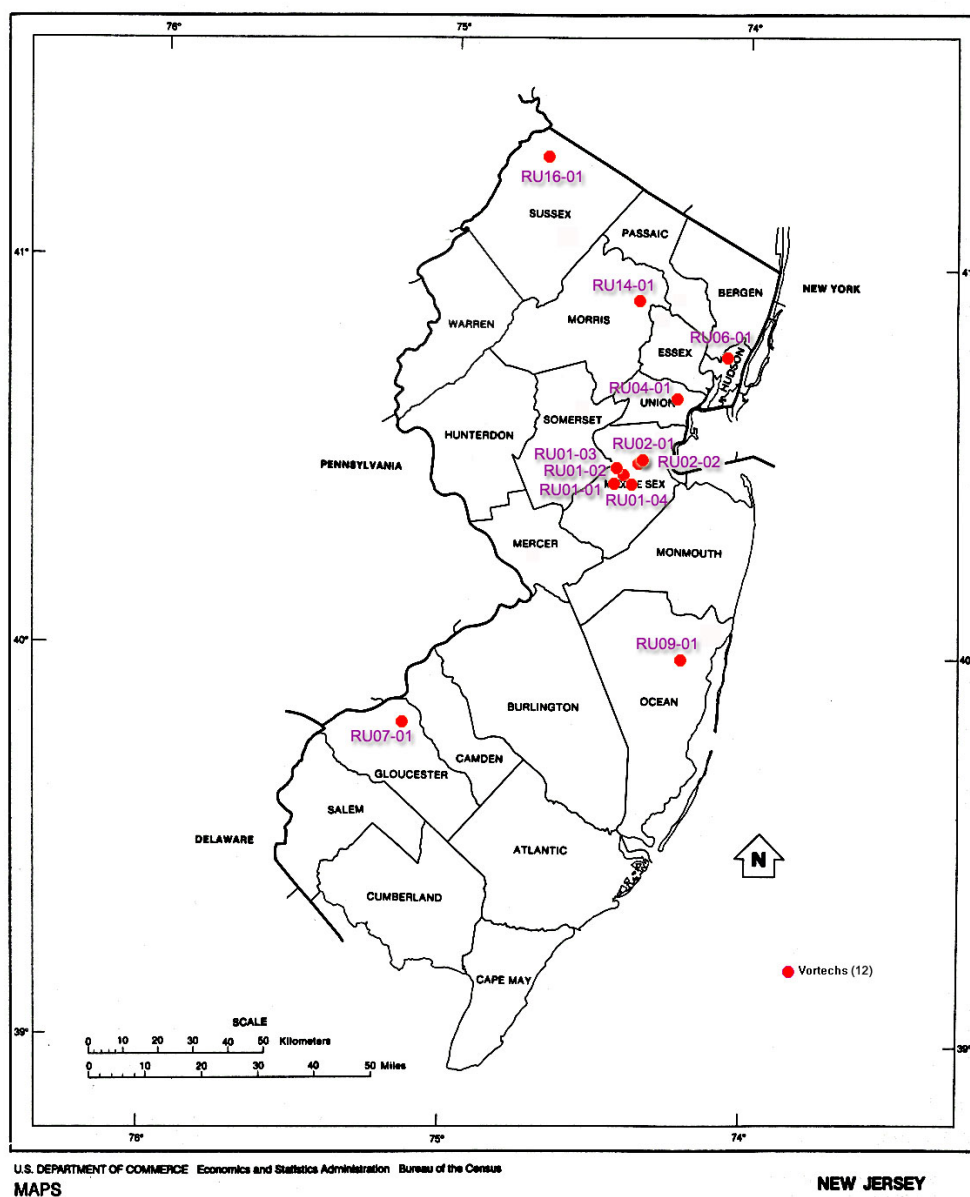 76° 75° 74°
RU16-01
SUSSEX
PASSAIC
41°
41°
RU14-01
BERGEN
NEW YORK
MORRIS
WARREN
RU06-01
ESSEX
HUDSON
RU04-01
UNION
SOMERSET
HUNTERDON
RU02-01
RU01-03
RU02-02
PENNSYLVANIA
RU01-02
RU01-01
RU01-04
MERCER
MONMOUTH
40°
RU09-01
40°
OCEAN
BURLINGTON
RU07-01
CAMDEN
GLOUCESTER
SALEM
DELAWARE
ATLANTIC
N
CUMBERLAND
Vortechs (12)
CAPE MAY
SCALE
39°
0 10 20 30 40 50 Kilometers
39°
0 10 20 30 40 50 Miles
76° 75° 74°
U.S. DEPARTMENT OF COMMERCE Economics and Statistics Administration Bureau of the Census
MAPS
NEW JERSEY